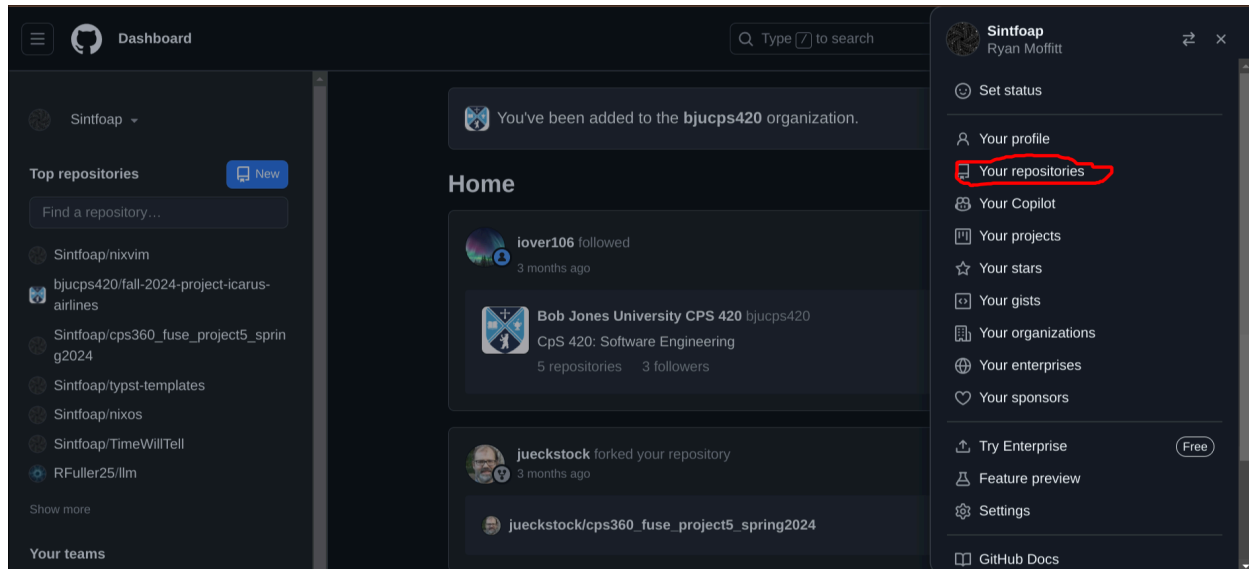 Dashboard
Type / to search
Sintfoap
Top repositories
New
Find a repository…
Sintfoap/nixvim
bjucps420/fall-2024-project-icarus-
airlines
Sintfoap/cps360_fuse_project5_sprin
g2024
Sintfoap/typst-templates
Sintfoap/nixos
Sintfoap/TimeWillTell
RFuller25/llm
Show more
Your teams
You've been added to the bjucps420 organization.
Home
iover106 followed
3 months ago
Bob Jones University CPS 420 bjucps420
CpS 420: Software Engineering
5 repositories 3 followers
jueckstock forked your repository
3 months ago
jueckstock/cps360_fuse_project5_spring2024
Sintfoap
Ryan Moffitt
Set status
Your profile
Your repositories
Your Copilot
Your projects
Your stars
Your gists
Your organizations
Your enterprises
Your sponsors
Try Enterprise Free
Feature preview
Settings
GitHub Docs